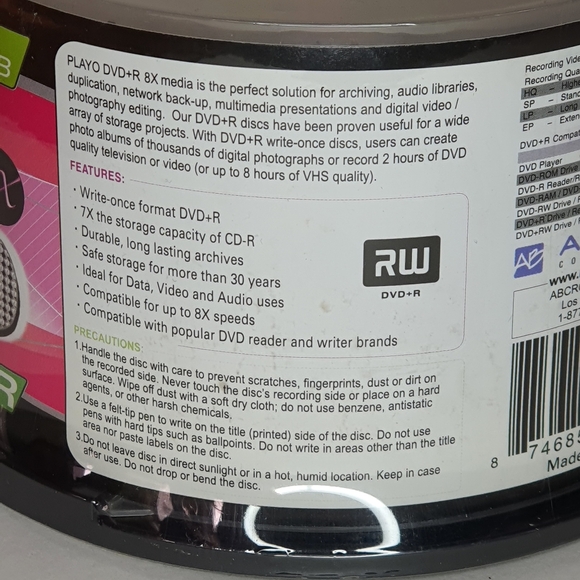 B
PLAYO DVD+R 8X media is the perfect solution for archiving, audio libraries,
duplication, network back-up, multimedia presentations and digital video /
photography editing. Our DVD+R discs have been proven useful for a wide
array of storage projects. With DVD+R write-once discs, users can create
photo albums of thousands of digital photographs or record 2 hours of DVD
quality television or video (or up to 8 hours of VHS quality).
FEATURES:
· Write-once format DVD+R
· 7X the storage capacity of CD-R
· Durable, long lasting archives
· Safe storage for more than 30 years
· Ideal for Data, Video and Audio uses
· Compatible for up to 8X speeds
· Compatible with popular DVD reader and writer brands
RW
DVD+R
PRECAUTIONS:
1.Handle the disc with care to prevent scratches, fingerprints, dust or dirt on
the recorded side. Never touch the disc's recording side or place on a hard
surface. Wipe off dust with a soft dry cloth; do not use benzene, antistatic
agents, or other harsh chemicals.
2.Use a felt-tip pen to write on the title (printed) side of the disc. Do not use
pens with hard tips such as ballpoints. Do not write in areas other than the title
area nor paste labels on the disc.
3.Do not leave disc in direct sunlight or in a hot, humid location. Keep in case
after use. Do not drop or bend the disc.
R
Recording
Recording
HQ -
SP -
LP - Long
EP -
DVD+R
DVD Player
DVD-ROM Drive
DVD-R
DVD-RAM
DVD-RW Drive /
DVD+R Drive /
DVD+RW Drive /
www.
Los
1-877
8
Made